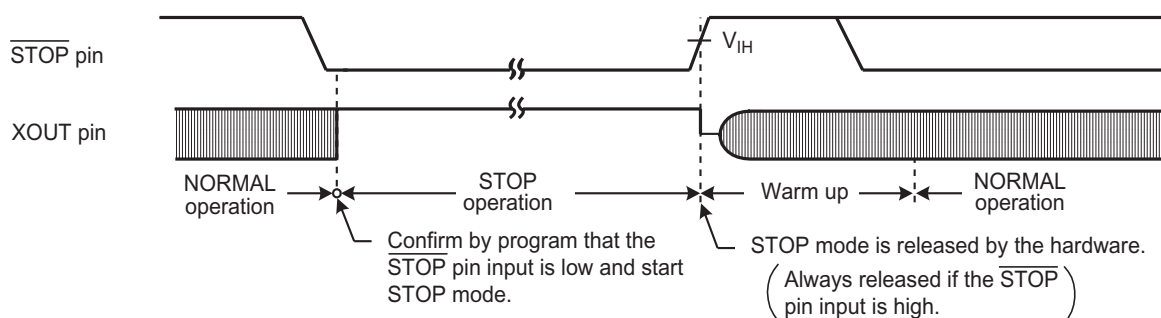 STOP pin
VIH
XOUT pin
NORMAL
operation
STOP
operation
Warm up
NORMAL
operation
Confirm by program that the
STOP pin input is low and start
STOP mode.
STOP mode is released by the hardware.
(Always released if the STOP
pin input is high.)